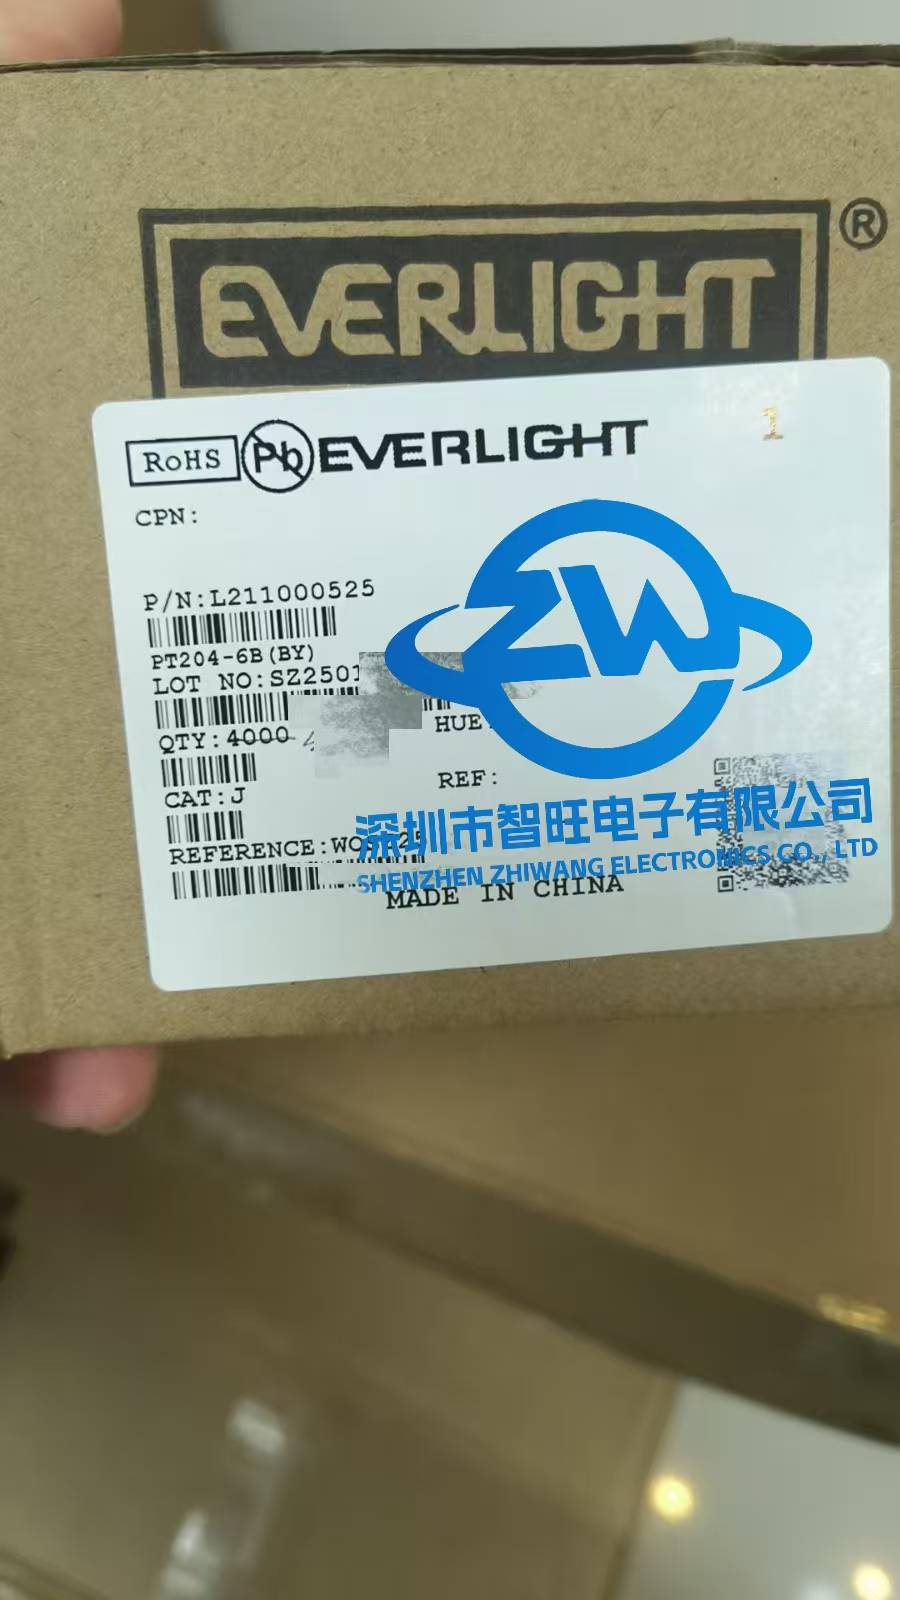 EVERLIGHT®
RoHS Pb EVERLIGHT
1
CPN:
P/N:L211000525
PT204-6B(BY)
LOT NO:SZ2501
QTY:4000
HUE:
CAT:J
REF:
REFERENCE:
MADE IN CHINA
ZW
深圳市智旺电子有限公司
SHENZHEN ZHIWANG ELECTRONICS CO., LTD